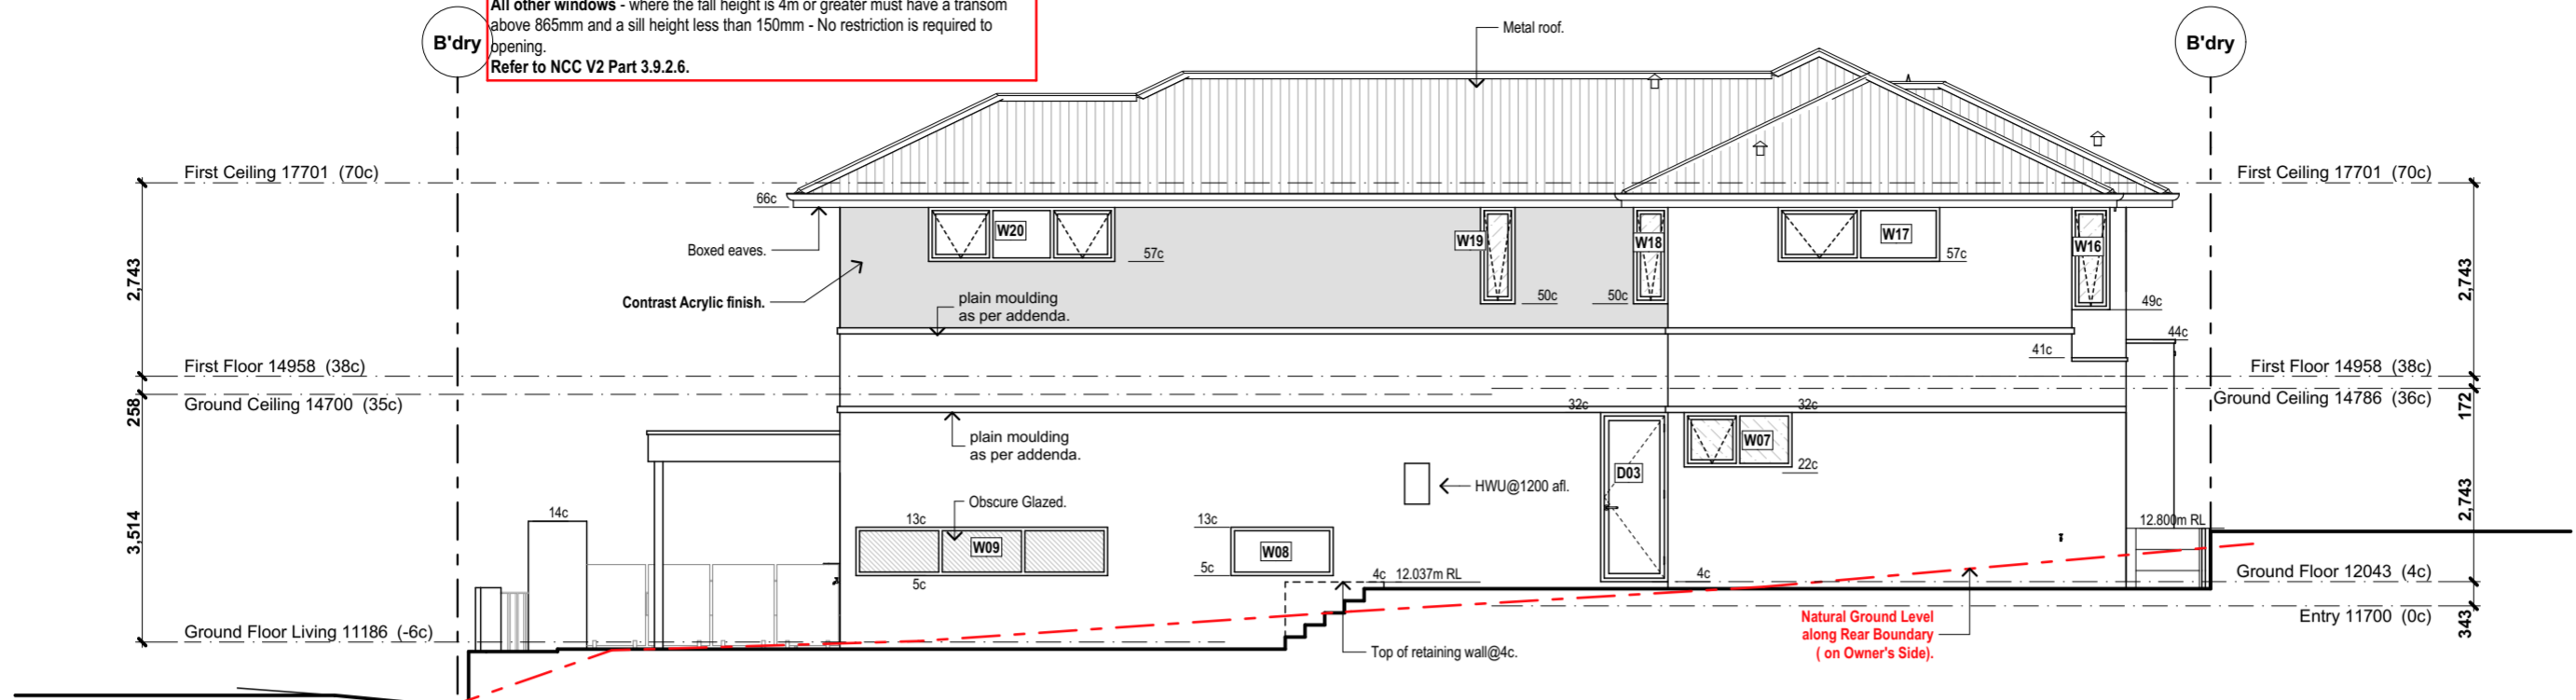 All other windows - where the fall height is 4m or greater must have a transom
above 865mm and a sill height less than 150mm - No restriction is required to
opening.
Refer to NCC V2 Part 3.9.2.6.
B'dry
B'dry
Metal roof.
First Ceiling 17701 (70c)
First Ceiling 17701 (70c)
66c
Boxed eaves.
W20
57c
W19
W18
W17
57c
W16
Contrast Acrylic finish.
plain moulding
as per addenda.
50c
50c
49c
2,743
2,743
44c
41c
First Floor 14958 (38c)
First Floor 14958 (38c)
258
Ground Ceiling 14700 (35c)
32c
32c
Ground Ceiling 14786 (36c)
172
plain moulding
as per addenda.
W07
22c
D03
HWU@1200 afl.
Obscure Glazed.
14c
13c
13c
W09
W08
5c
5c
3,514
2,743
12.800m RL
4c
12.037m RL
4c
Ground Floor 12043 (4c)
Entry 11700 (0c)
343
Ground Floor Living 11186 (-6c)
Natural Ground Level
along Rear Boundary
( on Owner's Side).
Top of retaining wall@4c.